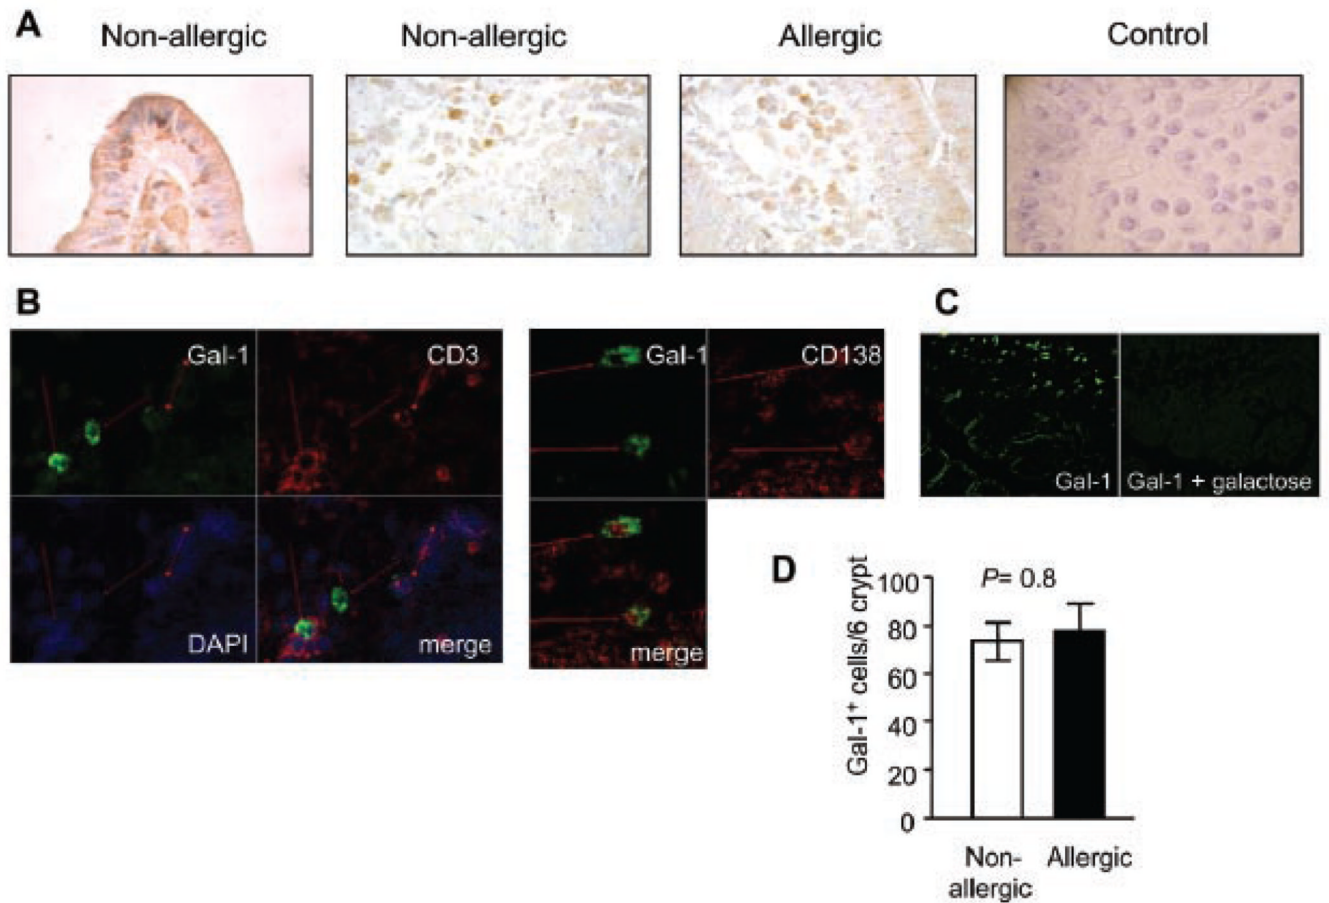 A
Non-allergic
Non-allergic
Allergic
Control
B
Gal-1
CD3
DAPI
merge
Gal-1
CD138
merge
C
Gal-1
Gal-1 + galactose
D
Gal-1⁺ cells/6 crypt
100
80
60
40
20
0
P= 0.8
Non-
allergic
Allergic